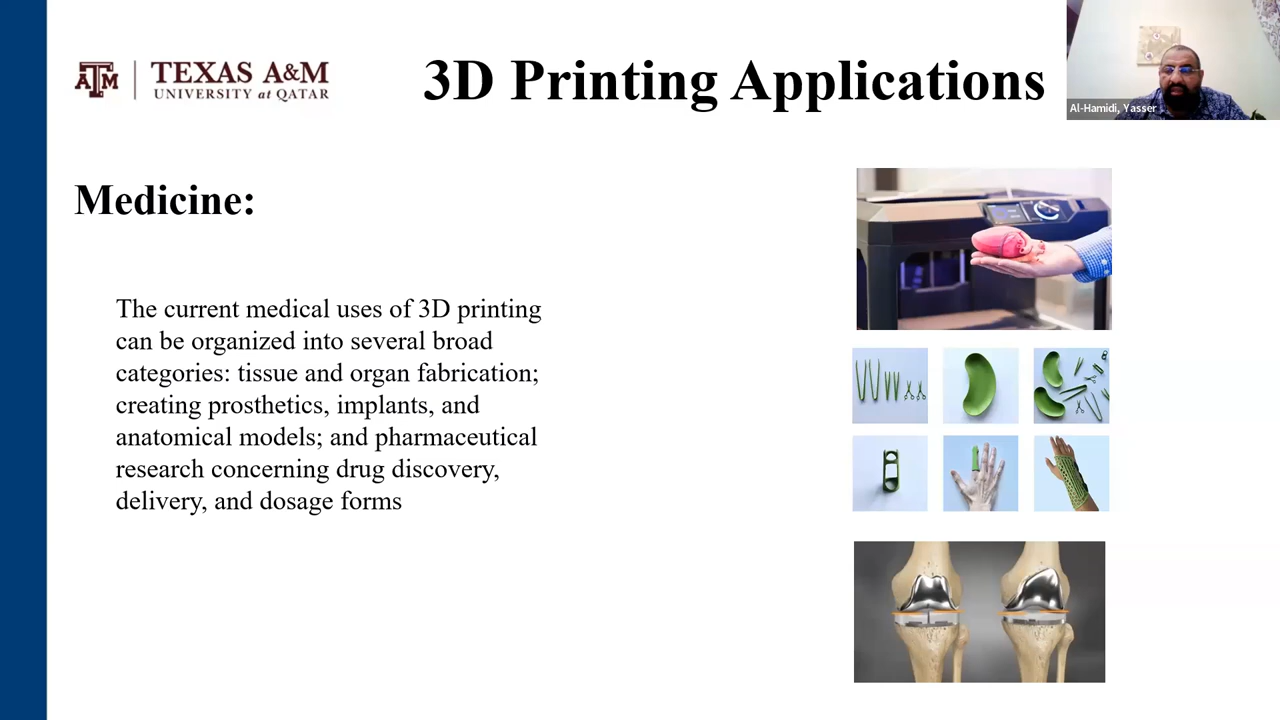 TEXAS A&M
UNIVERSITY at QATAR
ATM
3D Printing Applications
Al-Hamidi, Yasser
Medicine:
The current medical uses of 3D printing
can be organized into several broad
categories: tissue and organ fabrication;
creating prosthetics, implants, and
anatomical models; and pharmaceutical
research concerning drug discovery,
delivery, and dosage forms